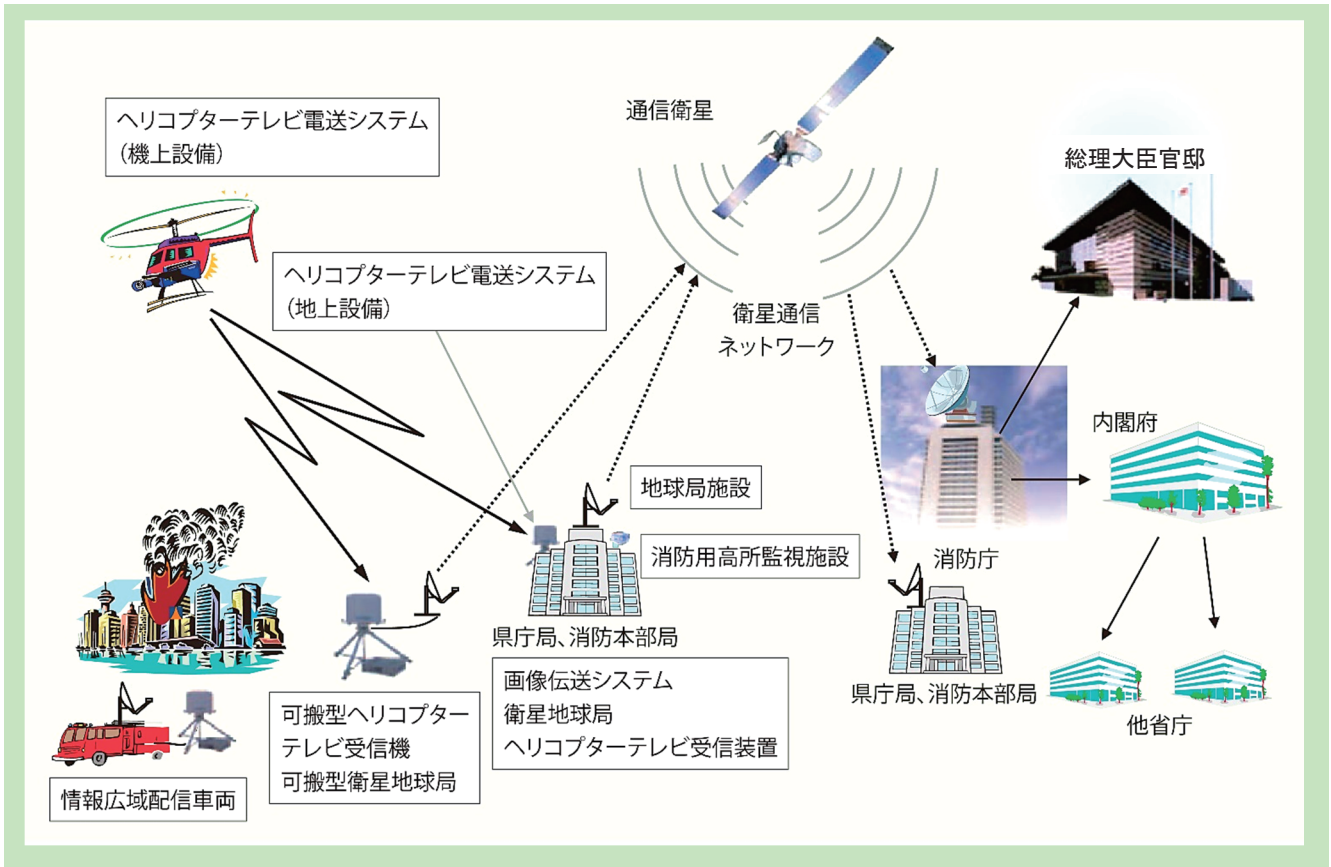 ヘリコプターテレビ電送システム
（機上設備）
通信衛星
総理大臣官邸
ヘリコプターテレビ電送システム
（地上設備）
衛星通信
ネットワーク
内閣府
地球局施設
消防用高所監視施設
消防庁
県庁局、消防本部局
画像伝送システム
衛星地球局
ヘリコプターテレビ受信装置
県庁局、消防本部局
他省庁
可搬型ヘリコプター
テレビ受信機
可搬型衛星地球局
情報広域配信車両